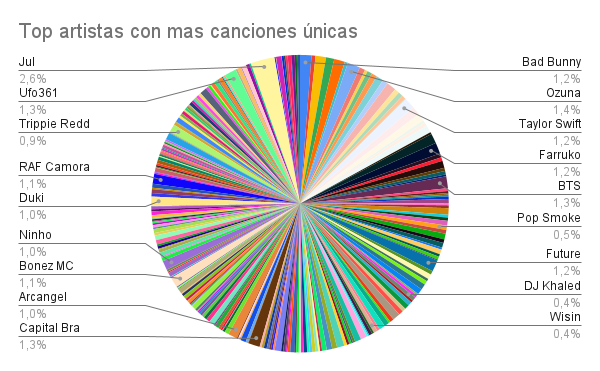 Top artistas con mas canciones únicas
Jul
2,6%
Ufo361
1,3%
Trippie Redd
0,9%
RAF Camora
1,1%
Duki
1,0%
Ninho
1,0%
Bonez MC
1,1%
Arcangel
1,0%
Capital Bra
1,3%
Bad Bunny
1,2%
Ozuna
1,4%
Taylor Swift
1,2%
Farruko
1,2%
BTS
1,3%
Pop Smoke
0,5%
Future
1,2%
DJ Khaled
0,4%
Wisin
0,4%